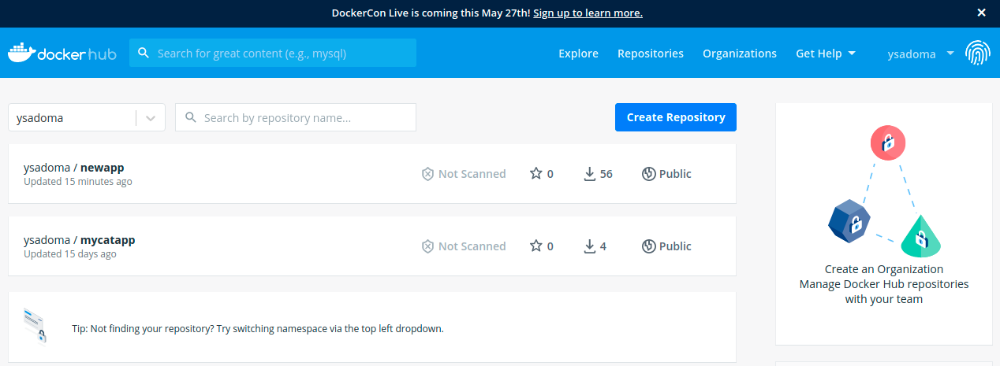 DockerCon Live is coming this May 27th! Sign up to learn more. ×
docker hub Search for great content (e.g., mysql) Explore Repositories Organizations Get Help ysadoma
ysadoma Search by repository name... Create Repository
ysadoma / newapp
Updated 15 minutes ago
Not Scanned 0 56 Public
ysadoma / mycatapp
Updated 15 days ago
Not Scanned 0 4 Public
Tip: Not finding your repository? Try switching namespace via the top left dropdown.
Create an Organization
Manage Docker Hub repositories
with your team